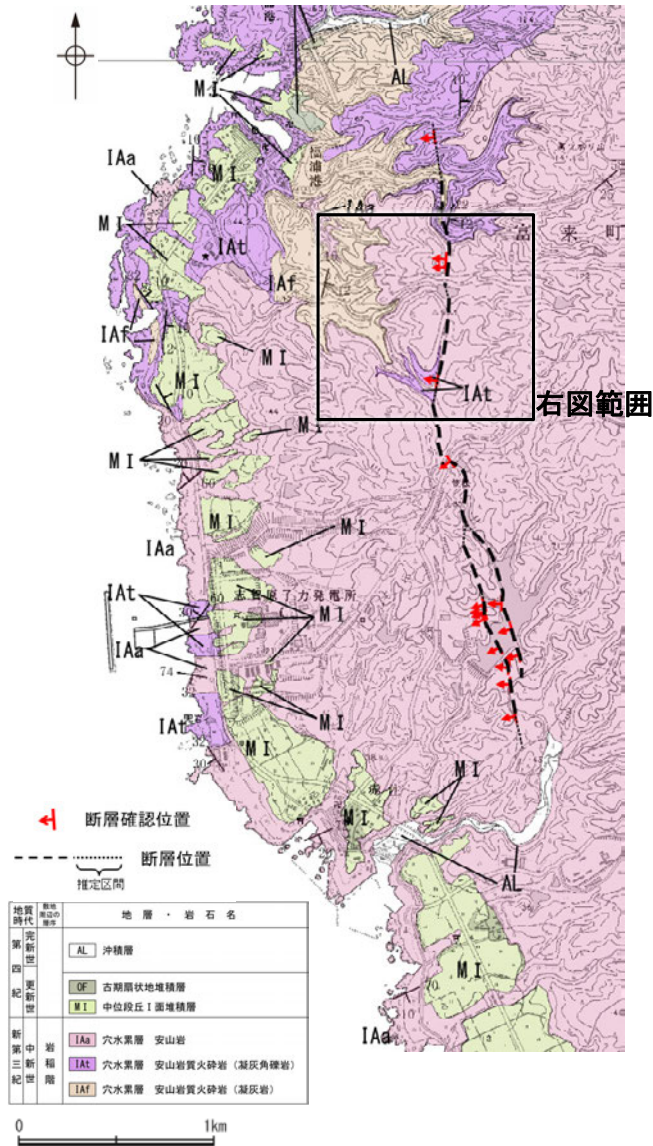 AL
MI
IAa
MI
福浦港
IAa
MI
富来町
IAt
IAf
IAf
MI
IAt
MI
右図範囲
MI
MI
MI
MI
IAa
MI
IAt
志賀原子力発電所
MI
IAa
74
MI
IAt
MI
MI
MI
AL
MI
IAa
断層確認位置
断層位置
推定区間
地質時代
敷地周辺の層序
地層・岩石名
第四紀
完新世
AL 沖積層
更新世
OF 古期扇状地堆積層
MI 中位段丘I面堆積層
新第三紀
中新世
岩稲階
IAa 穴水累層 安山岩
IAt 穴水累層 安山岩質火砕岩（凝灰角礫岩）
IAf 穴水累層 安山岩質火砕岩（凝灰岩）
0 1km